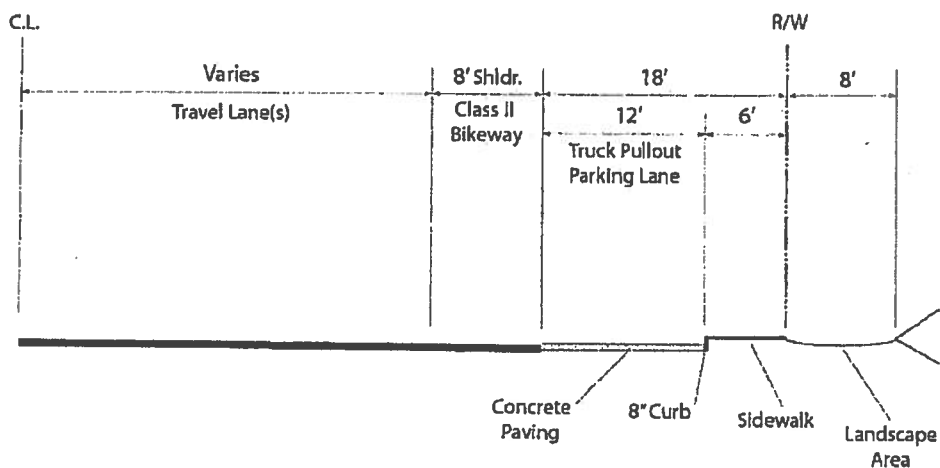 C.L.
R/W
Varies
8' Shldr.
18'
8'
Travel Lane(s)
Class II
Bikeway
12'
6'
Truck Pullout
Parking Lane
Concrete
Paving
8" Curb
Sidewalk
Landscape
Area